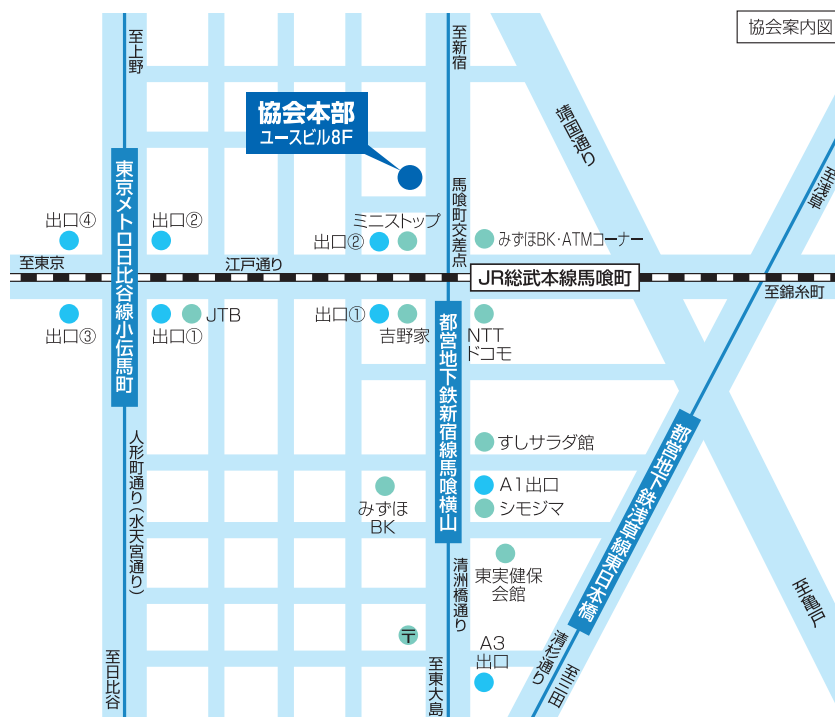 協会案内図
至上野
至新宿
協会本部
ユースビル8F
靖国通り
至浅草
東京メトロ日比谷線小伝馬町
馬喰町交差点
出口④
出口②
ミニストップ
出口②
みずほBK・ATMコーナー
至東京
江戸通り
JR総武本線馬喰町
至錦糸町
出口③
出口①
JTB
出口①
吉野家
NTT
ドコモ
都営地下鉄新宿線馬喰横山
都営地下鉄浅草線東日本橋
人形町通り(水天宮通り)
すしサラダ館
A1出口
シモジマ
みずほ
BK
東実健保
会館
清洲橋通り
至亀戸
〒
A3
出口
清杉通り
至三田
至日比谷
至東大島